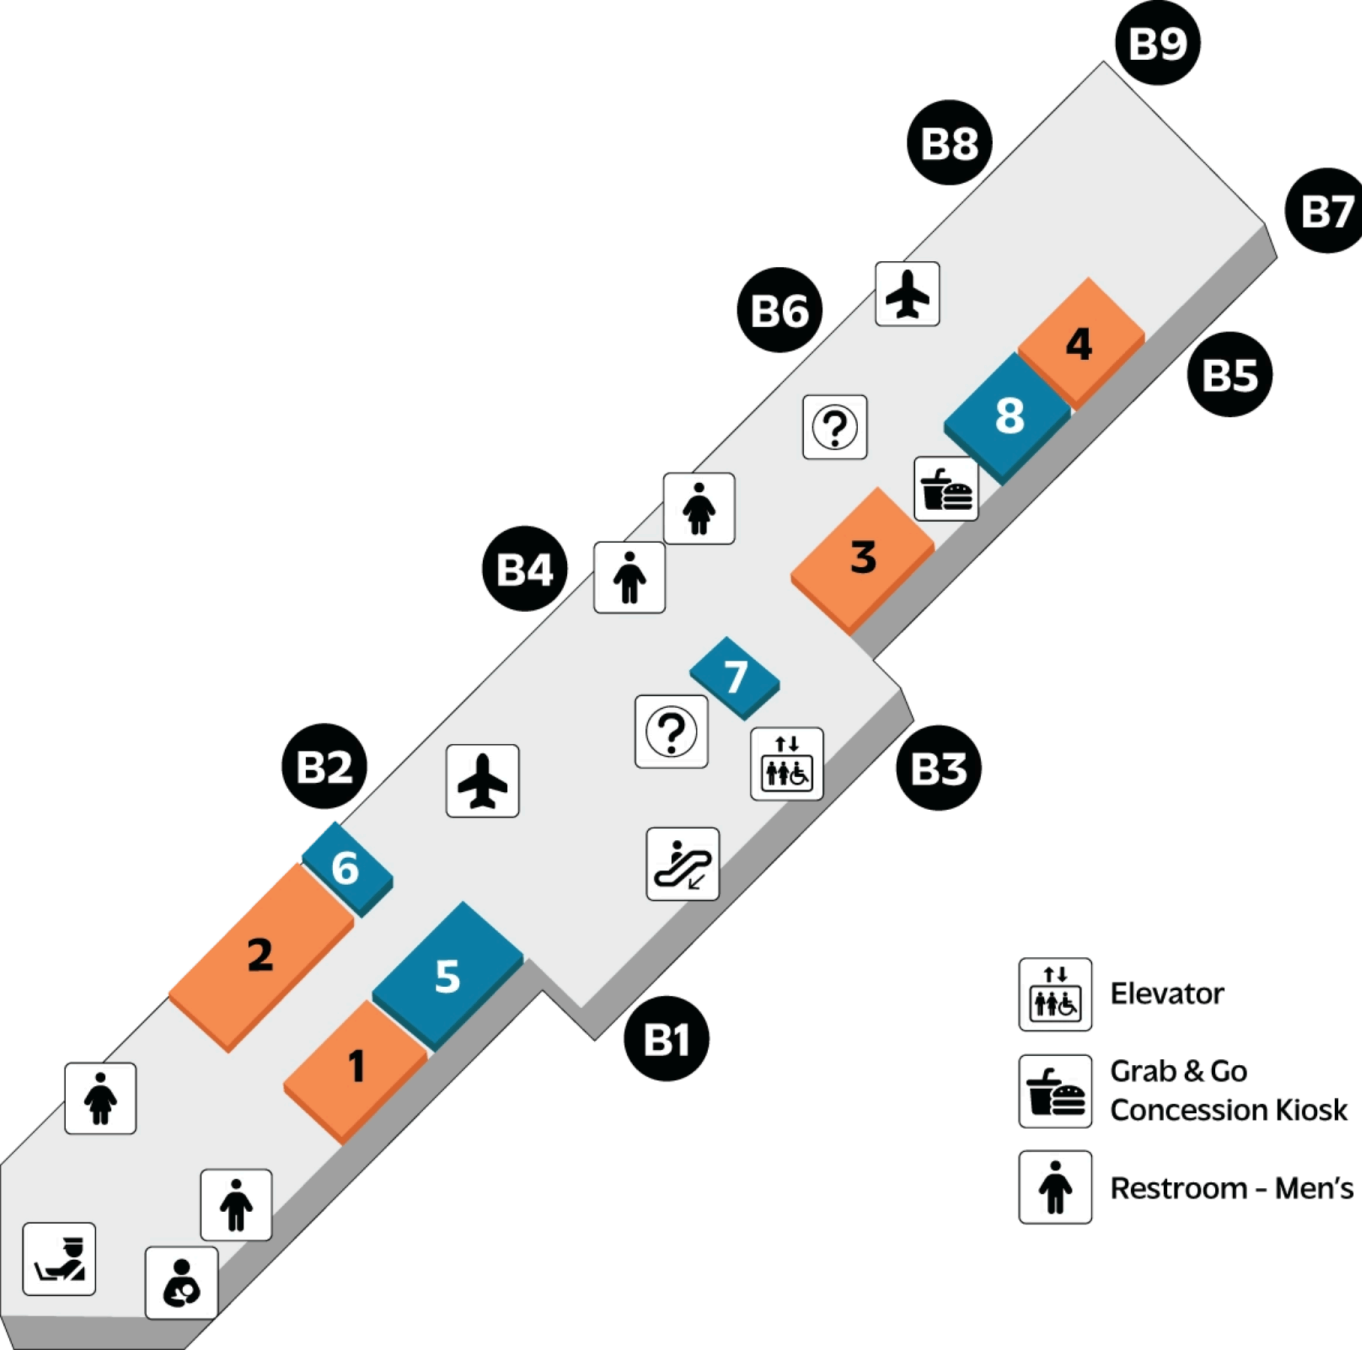 B9
B8
B7
B6
4
B5
8
?
3
B4
7
?
B2
B3
6
2
5
B1
1
Elevator
Grab & Go
Concession Kiosk
Restroom - Men's